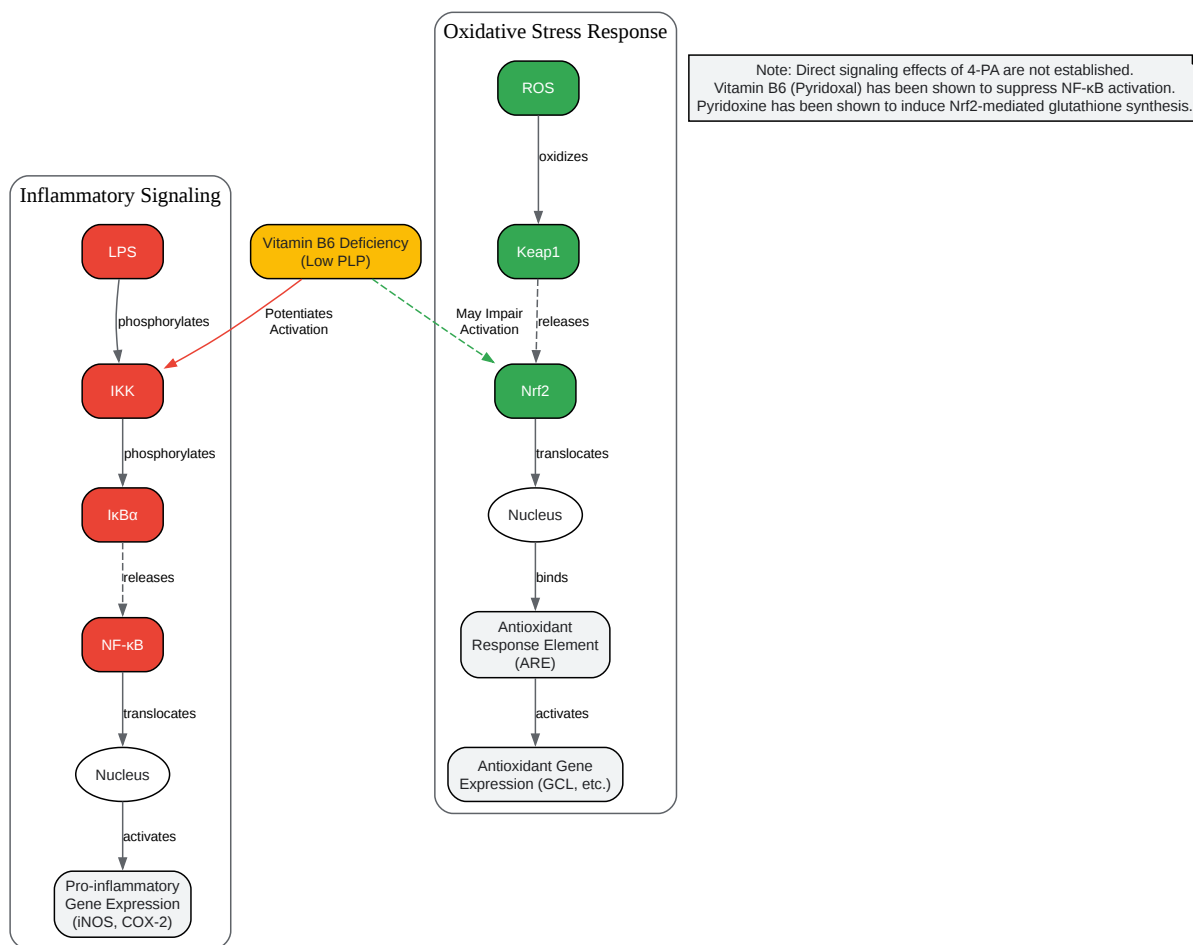 Oxidative Stress Response
ROS
oxidizes
Keap1
releases
Nrf2
translocates
Nucleus
binds
Antioxidant
Response Element
(ARE)
activates
Antioxidant Gene
Expression (GCL, etc.)
Note: Direct signaling effects of 4-PA are not established.
Vitamin B6 (Pyridoxal) has been shown to suppress NF-κB activation.
Pyridoxine has been shown to induce Nrf2-mediated glutathione synthesis.
Inflammatory Signaling
LPS
phosphorylates
IKK
phosphorylates
IκBα
releases
NF-κB
translocates
Nucleus
activates
Pro-inflammatory
Gene Expression
(iNOS, COX-2)
Vitamin B6 Deficiency
(Low PLP)
Potentiates
Activation
May Impair
Activation